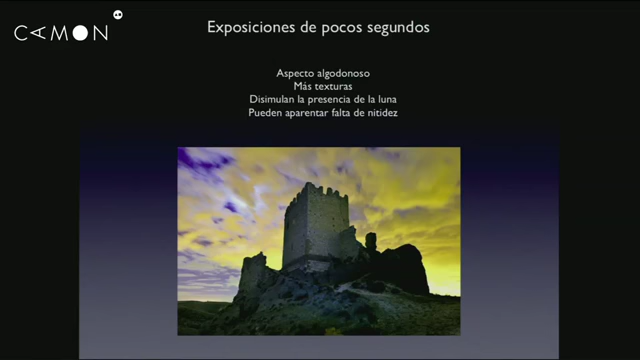 CAMON
Exposiciones de pocos segundos
Aspecto algodonoso
Más texturas
Disimulan la presencia de la luna
Pueden aparentar falta de nitidez